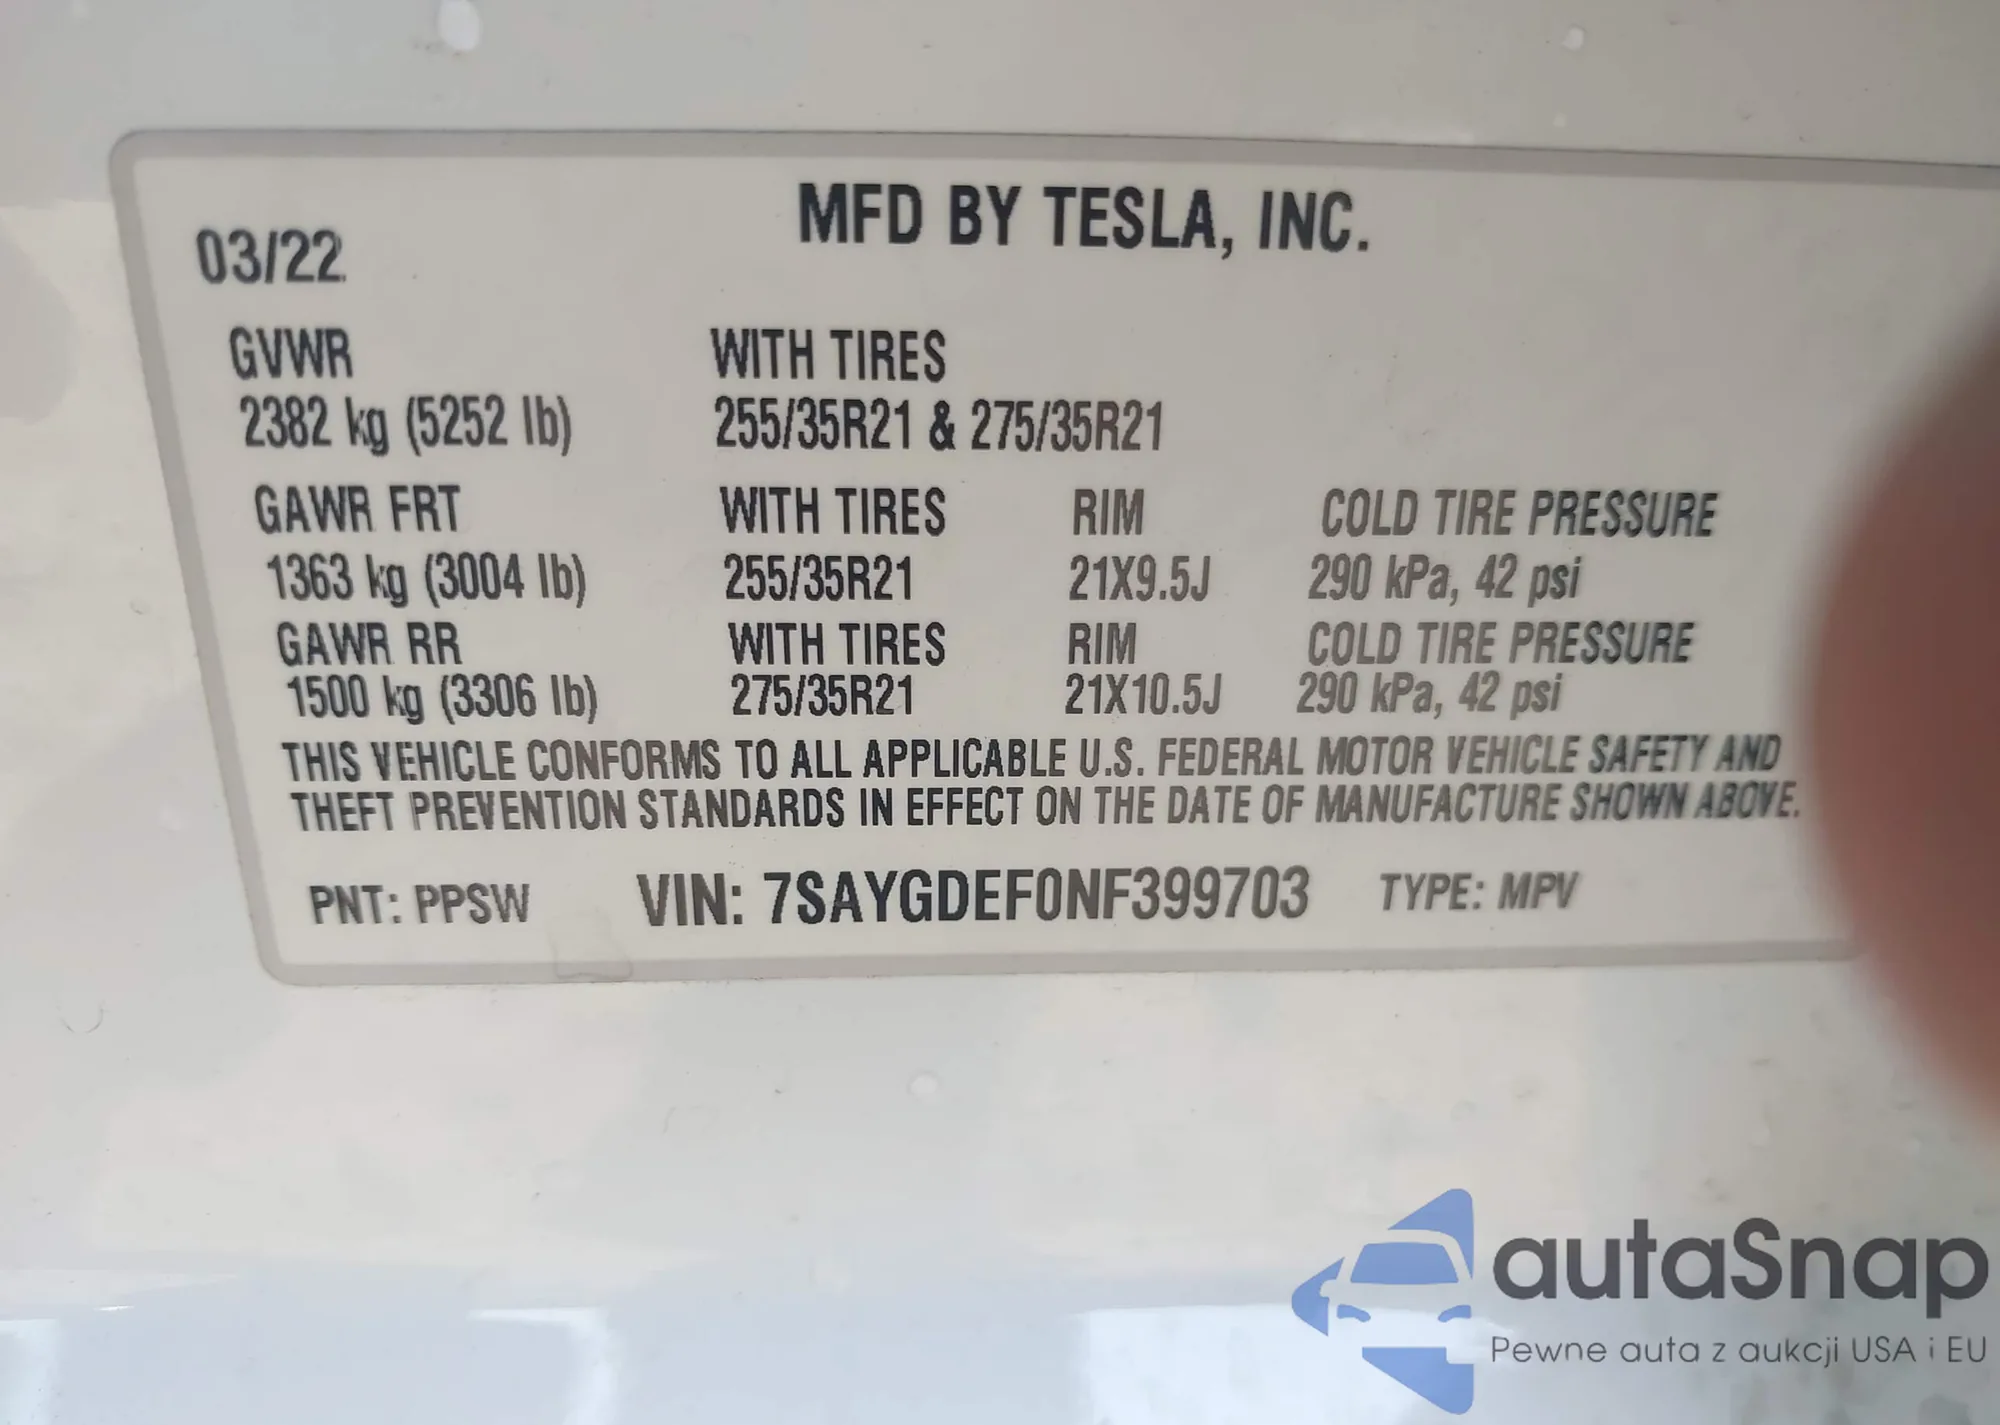 MFD BY TESLA, INC.
03/22
GVWR WITH TIRES
2382 kg (5252 lb) 255/35R21 & 275/35R21
GAWR FRT WITH TIRES RIM COLD TIRE PRESSURE
1363 kg (3004 lb) 255/35R21 21X9.5J 290 kPa, 42 psi
GAWR RR WITH TIRES RIM COLD TIRE PRESSURE
1500 kg (3306 lb) 275/35R21 21X10.5J 290 kPa, 42 psi
THIS VEHICLE CONFORMS TO ALL APPLICABLE U.S. FEDERAL MOTOR VEHICLE SAFETY AND
THEFT PREVENTION STANDARDS IN EFFECT ON THE DATE OF MANUFACTURE SHOWN ABOVE.
PNT: PPSW VIN: 7SAYGDEF0NF399703 TYPE: MPV
autaSnap
Pewne auta z aukcji USA i EU